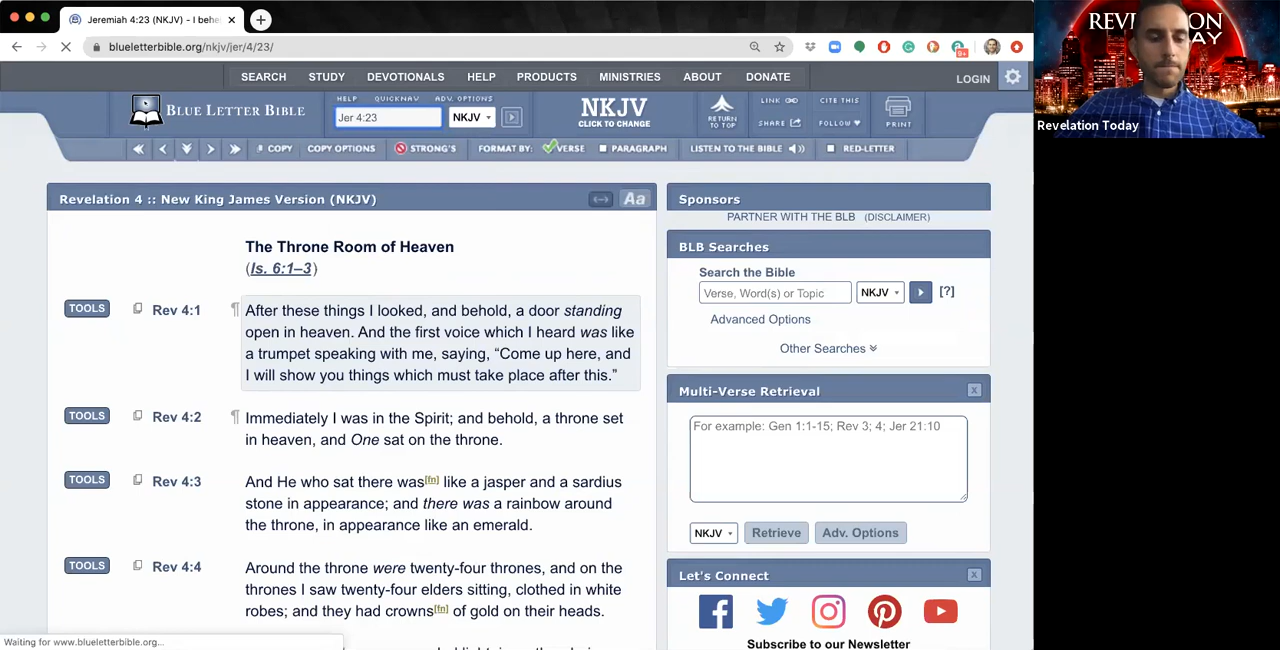 Jeremiah 4:23 (NKJV) - I behe
blueletterbible.org/nkjv/jer/4/23/
9+
SEARCH STUDY DEVOTIONALS HELP PRODUCTS MINISTRIES ABOUT DONATE LOGIN
BLUE LETTER BIBLE
HELP QUICKNAV ADV. OPTIONS
Jer 4:23 NKJV
NKJV
CLICK TO CHANGE
RETURN TO TOP
LINK CITE THIS
SHARE FOLLOW
PRINT
COPY COPY OPTIONS STRONG'S FORMAT BY: VERSE PARAGRAPH LISTEN TO THE BIBLE RED-LETTER
Revelation 4 :: New King James Version (NKJV) Aa
The Throne Room of Heaven
(Is. 6:1–3)
TOOLS Rev 4:1 ¶ After these things I looked, and behold, a door standing
open in heaven. And the first voice which I heard was like
a trumpet speaking with me, saying, “Come up here, and
I will show you things which must take place after this.”
TOOLS Rev 4:2 ¶ Immediately I was in the Spirit; and behold, a throne set
in heaven, and One sat on the throne.
TOOLS Rev 4:3 And He who sat there was[fn] like a jasper and a sardius
stone in appearance; and there was a rainbow around
the throne, in appearance like an emerald.
TOOLS Rev 4:4 Around the throne were twenty-four thrones, and on the
thrones I saw twenty-four elders sitting, clothed in white
robes; and they had crowns[fn] of gold on their heads.
Waiting for www.blueletterbible.org...
Sponsors
PARTNER WITH THE BLB (DISCLAIMER)
BLB Searches
Search the Bible
Verse, Word(s) or Topic NKJV [?]
Advanced Options
Other Searches
Multi-Verse Retrieval x
For example: Gen 1:1-15; Rev 3; 4; Jer 21:10
NKJV Retrieve Adv. Options
Let's Connect x
Subscribe to our Newsletter
Revelation Today